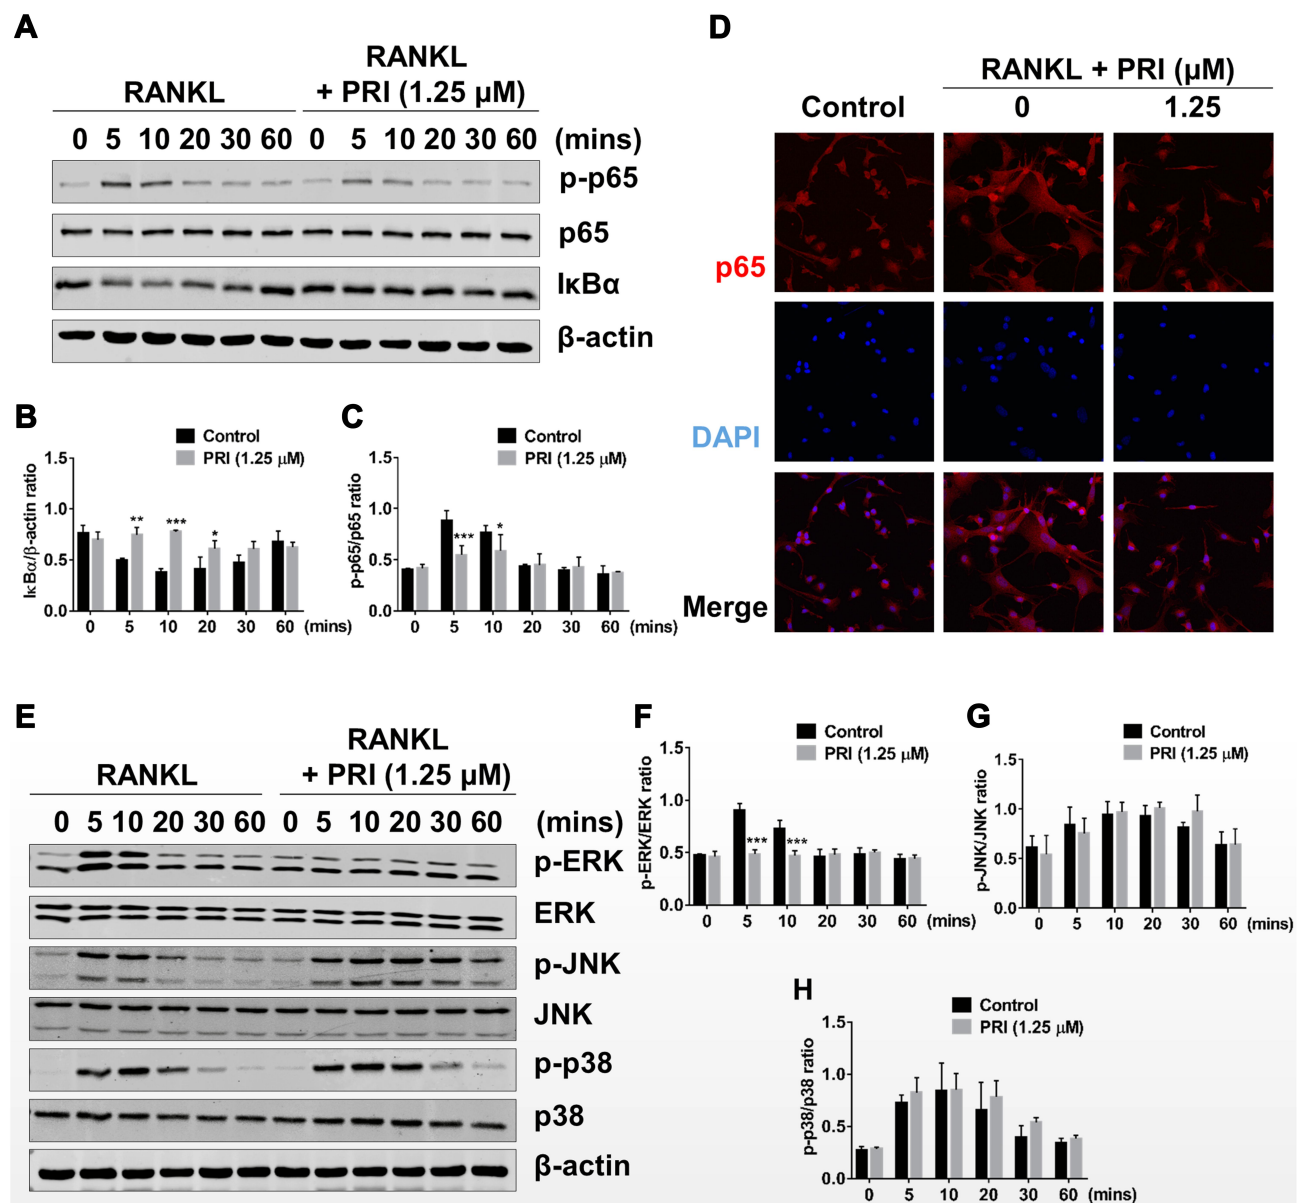 A
RANKL
RANKL
+ PRI (1.25 µM)
0 5 10 20 30 60 0 5 10 20 30 60 (mins)
p-p65
p65
IκBα
β-actin
B
Control
PRI (1.25 µM)
IκBα/β-actin ratio
1.5
1.0
0.5
0.0
** *** *
0 5 10 20 30 60 (mins)
C
Control
PRI (1.25 µM)
p-p65/p65 ratio
1.5
1.0
0.5
0.0
*** *
0 5 10 20 30 60 (mins)
D
RANKL + PRI (µM)
Control 0 1.25
p65
DAPI
Merge
E
RANKL
RANKL
+ PRI (1.25 µM)
0 5 10 20 30 60 0 5 10 20 30 60 (mins)
p-ERK
ERK
p-JNK
JNK
p-p38
p38
β-actin
F
Control
PRI (1.25 µM)
p-ERK/ERK ratio
1.5
1.0
0.5
0.0
*** ***
0 5 10 20 30 60 (mins)
G
Control
PRI (1.25 µM)
p-JNK/JNK ratio
1.5
1.0
0.5
0.0
0 5 10 20 30 60 (mins)
H
Control
PRI (1.25 µM)
p-p38/p38 ratio
1.5
1.0
0.5
0.0
0 5 10 20 30 60 (mins)